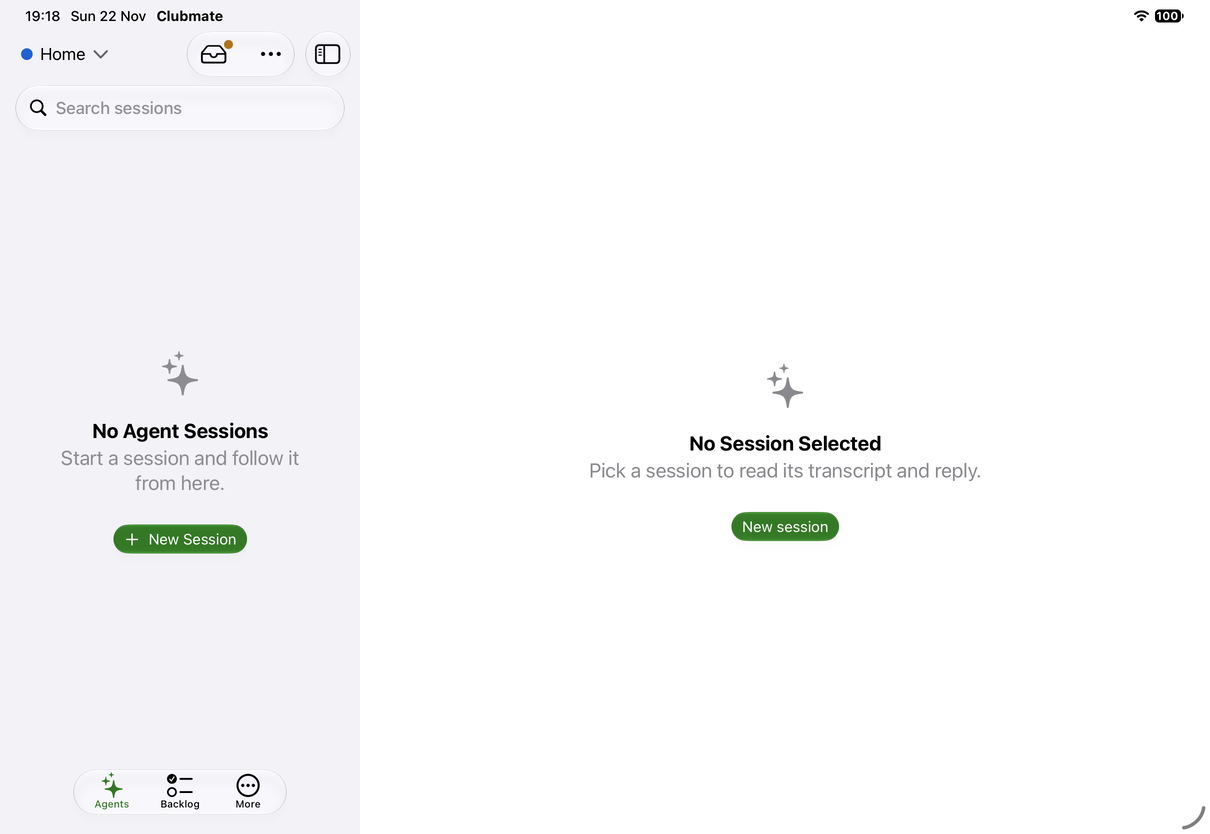 19:18 Sun 22 Nov Clubmate
100
Home
Search sessions
No Agent Sessions
Start a session and follow it
from here.
New Session
No Session Selected
Pick a session to read its transcript and reply.
New session
Agents
Backlog
More